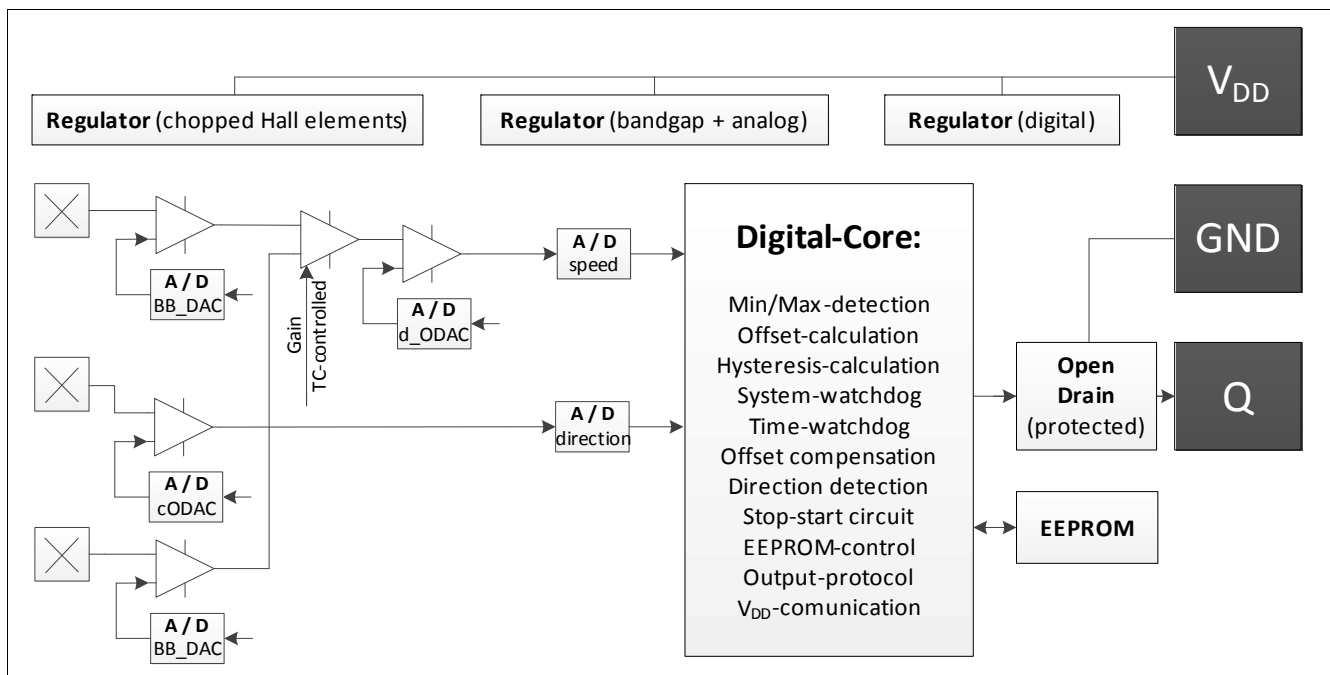 V_DD
Regulator (chopped Hall elements)
Regulator (bandgap + analog)
Regulator (digital)
GND
A / D
BB_DAC
Gain
TC-controlled
A / D
d_ODAC
A / D
speed
Digital-Core:
Min/Max-detection
Offset-calculation
Hysteresis-calculation
System-watchdog
Time-watchdog
Offset compensation
Direction detection
Stop-start circuit
EEPROM-control
Output-protocol
V_DD-comunication
A / D
direction
A / D
cODAC
A / D
BB_DAC
Open
Drain
(protected)
Q
EEPROM